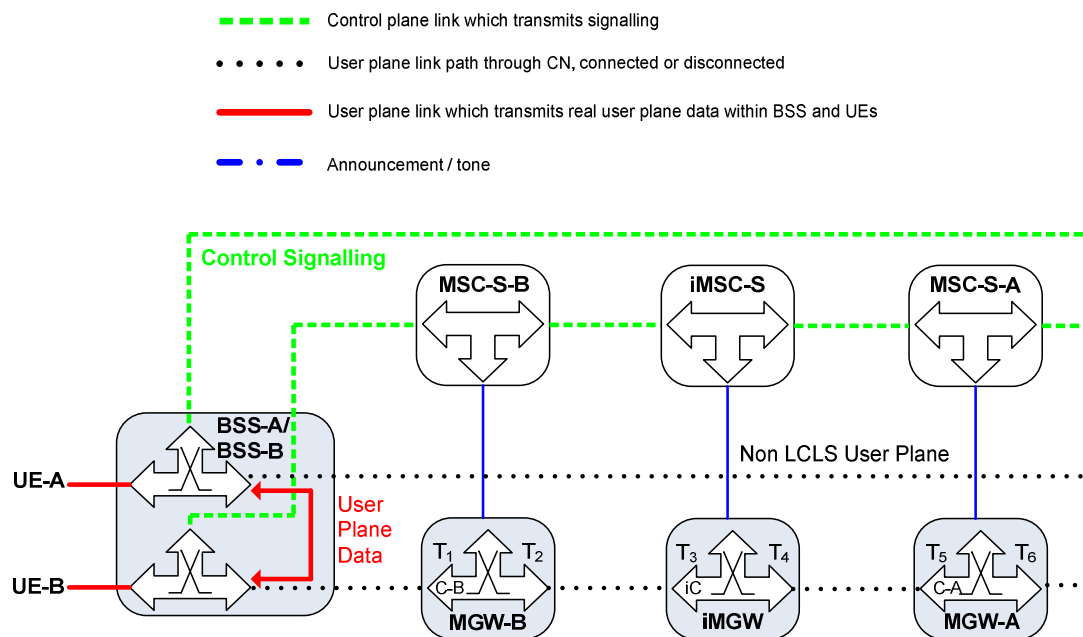 Control plane link which transmits signalling
User plane link path through CN, connected or disconnected
User plane link which transmits real user plane data within BSS and UEs
Announcement / tone
Control Signalling
MSC-S-B
iMSC-S
MSC-S-A
BSS-A/
BSS-B
Non LCLS User Plane
UE-A
User
Plane
Data
T1 T2
T3 T4
T5 T6
UE-B
C-B
iC
C-A
MGW-B
iMGW
MGW-A